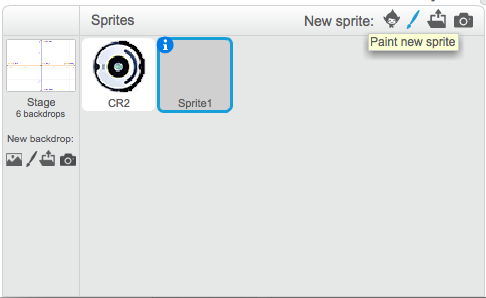 Sprites
New sprite:
Paint new sprite
Stage
6 backdrops
New backdrop:
CR2
Sprite1